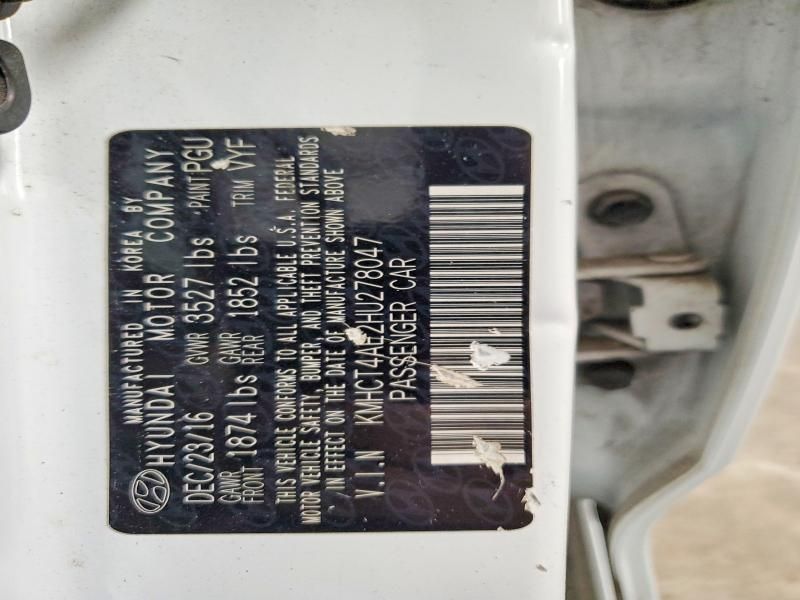 MANUFACTURED IN KOREA BY
HYUNDAI MOTOR COMPANY
DEC/23/16 GVWR 3527 lbs PAINT PGU
GAWR FRONT 1874 lbs GAWR REAR 1852 lbs TRIM VYF
THIS VEHICLE CONFORMS TO ALL APPLICABLE U.S.A. FEDERAL
MOTOR VEHICLE SAFETY, BUMPER, AND THEFT PREVENTION STANDARDS
IN EFFECT ON THE DATE OF MANUFACTURE SHOWN ABOVE
V.I.N KMHCT4AE2HU278047
PASSENGER CAR